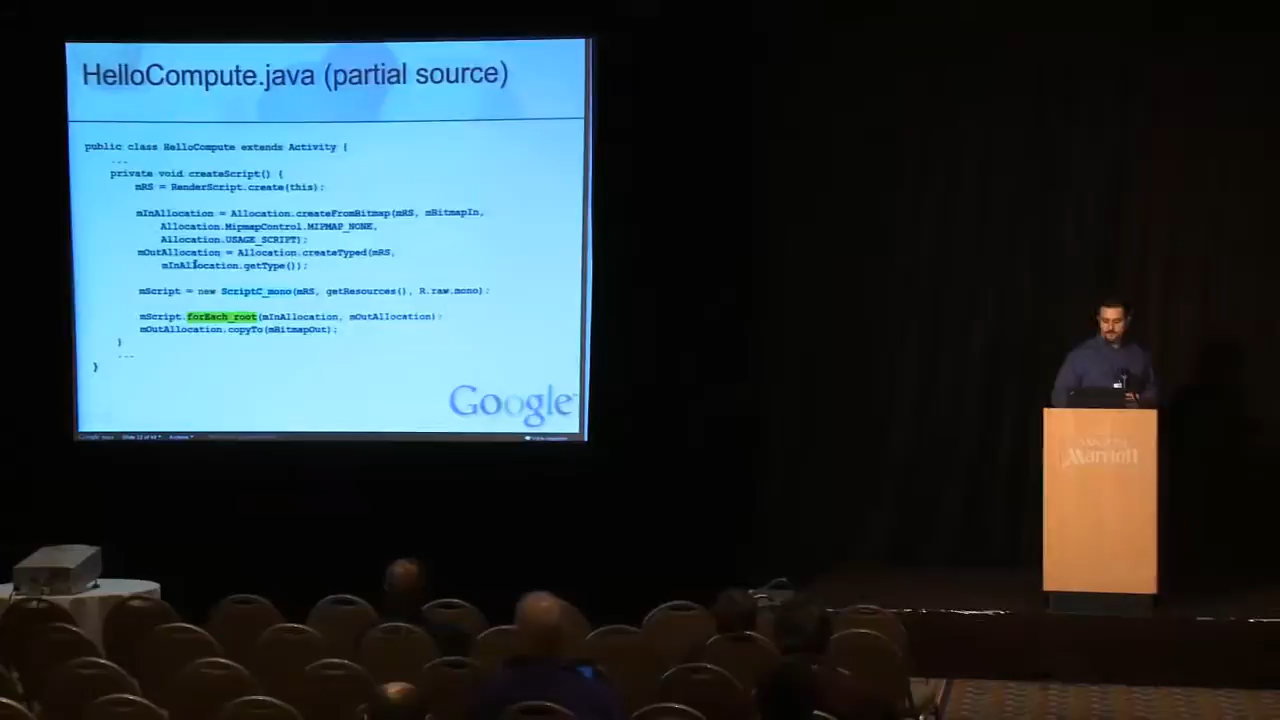 HelloCompute.java (partial source)
public class HelloCompute extends Activity {
...
private void createScript() {
mRS = RenderScript.create(this);
mInAllocation = Allocation.createFromBitmap(mRS, mBitmapIn,
Allocation.MipmapControl.MIPMAP_NONE,
Allocation.USAGE_SCRIPT);
mOutAllocation = Allocation.createTyped(mRS,
mInAllocation.getType());
mScript = new ScriptC_mono(mRS, getResources(), R.raw.mono);
mScript.forEach_root(mInAllocation, mOutAllocation);
mOutAllocation.copyTo(mBitmapOut);
}
...
}
Google
Marriott